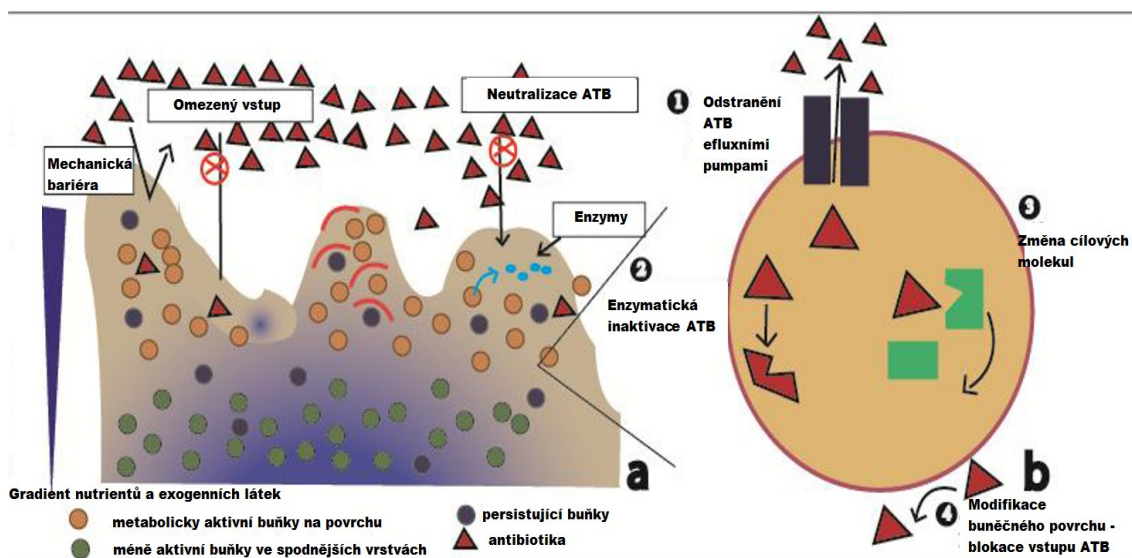 Omezený vstup
Neutralizace ATB
Mechanická
bariéra
Enzymy
1
Odstranění
ATB
efluxními
pumpami
2
Enzymatická
inaktivace ATB
3
Změna cílových
molekul
a
b
4
Modifikace
buněčného povrchu -
blokace vstupu ATB
Gradient nutrientů a exogenních látek
metabolicky aktivní buňky na povrchu
méně aktivní buňky ve spodnějších vrstvách
persistující buňky
antibiotika